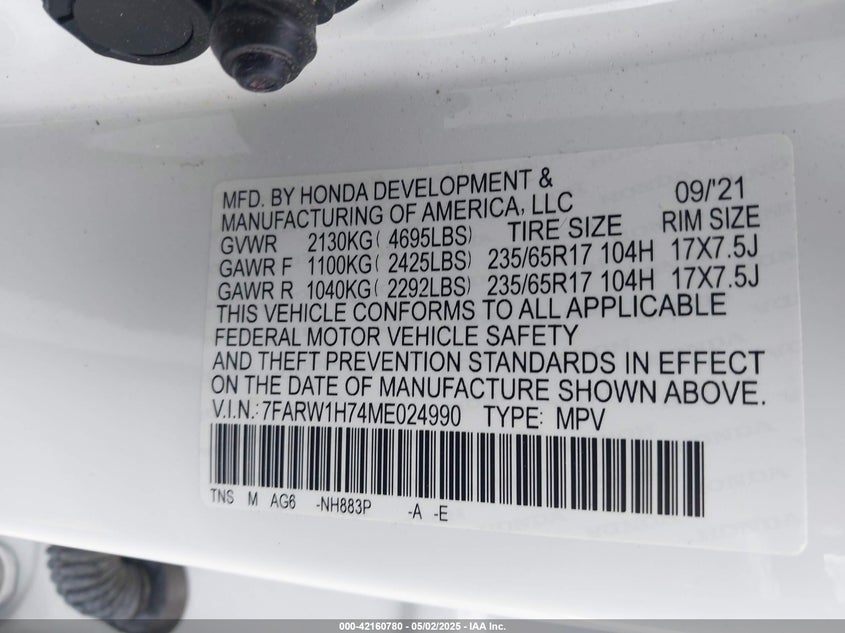 MFD. BY HONDA DEVELOPMENT & 09/'21
MANUFACTURING OF AMERICA, LLC
GVWR 2130KG( 4695LBS) TIRE SIZE RIM SIZE
GAWR F 1100KG( 2425LBS) 235/65R17 104H 17X7.5J
GAWR R 1040KG( 2292LBS) 235/65R17 104H 17X7.5J
THIS VEHICLE CONFORMS TO ALL APPLICABLE
FEDERAL MOTOR VEHICLE SAFETY
AND THEFT PREVENTION STANDARDS IN EFFECT
ON THE DATE OF MANUFACTURE SHOWN ABOVE.
V.I.N.: 7FARW1H74ME024990 TYPE: MPV
TNS M AG6 -NH883P -A -E
000-42160780 - 05/02/2025 - IAA Inc.